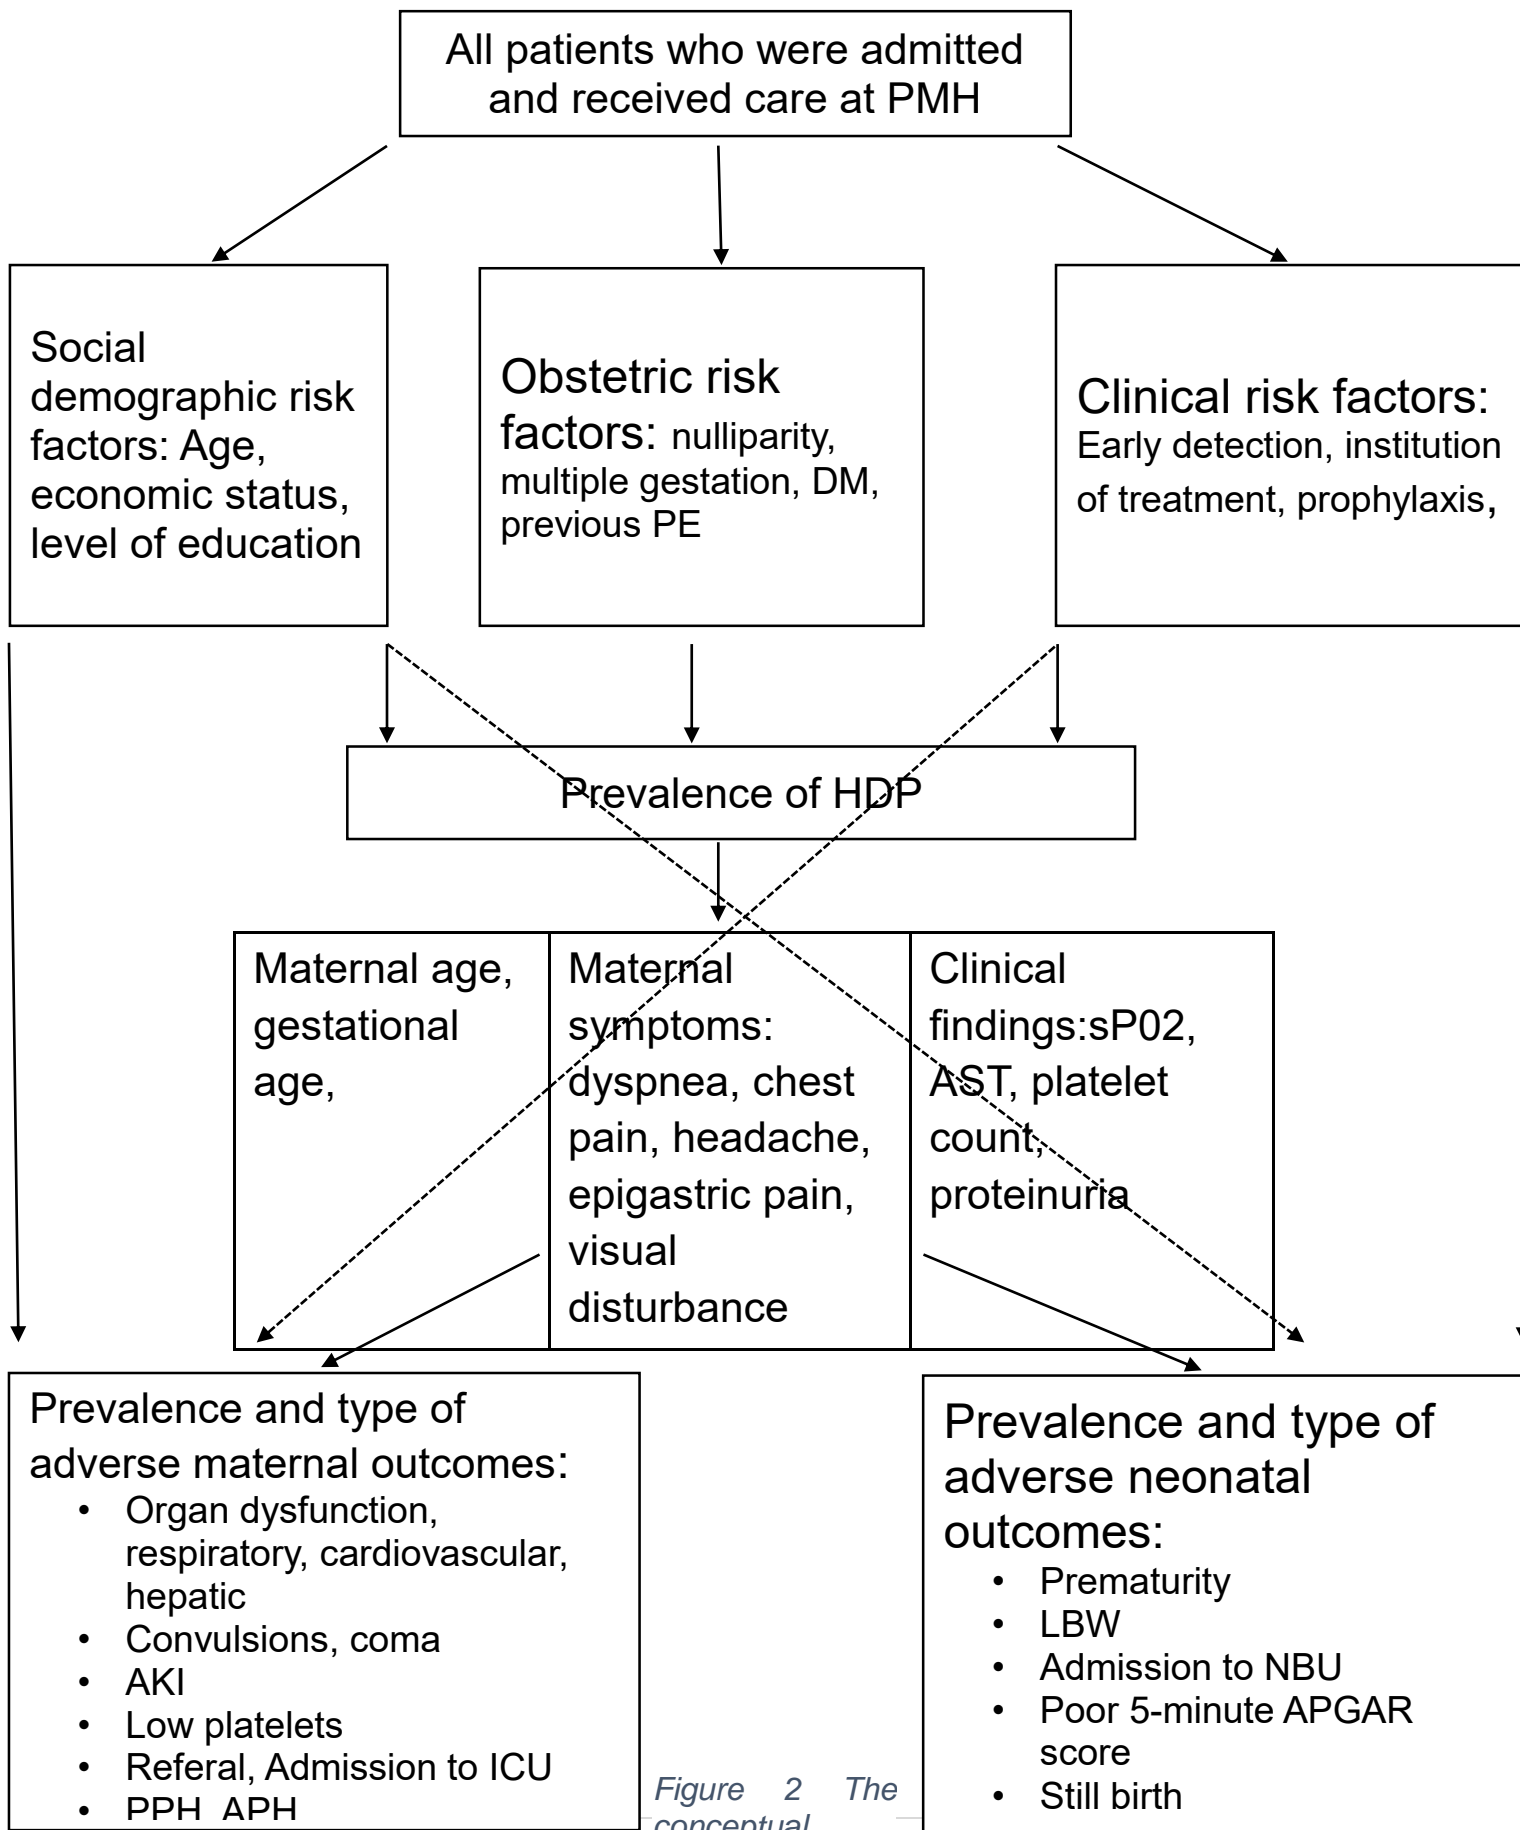 All patients who were admitted
and received care at PMH
Social
demographic risk
factors: Age,
economic status,
level of education
Obstetric risk
factors: nulliparity,
multiple gestation, DM,
previous PE
Clinical risk factors:
Early detection, institution
of treatment, prophylaxis,
Prevalence of HDP
Maternal age,
gestational
age,
Maternal
symptoms:
dyspnea, chest
pain, headache,
epigastric pain,
visual
disturbance
Clinical
findings:sP02,
AST, platelet
count,
proteinuria
Prevalence and type of
adverse maternal outcomes:
• Organ dysfunction,
respiratory, cardiovascular,
hepatic
• Convulsions, coma
• AKI
• Low platelets
• Referal, Admission to ICU
• PPH APH
Prevalence and type of
adverse neonatal
outcomes:
• Prematurity
• LBW
• Admission to NBU
• Poor 5-minute APGAR
score
• Still birth
Figure 2 The
conceptual